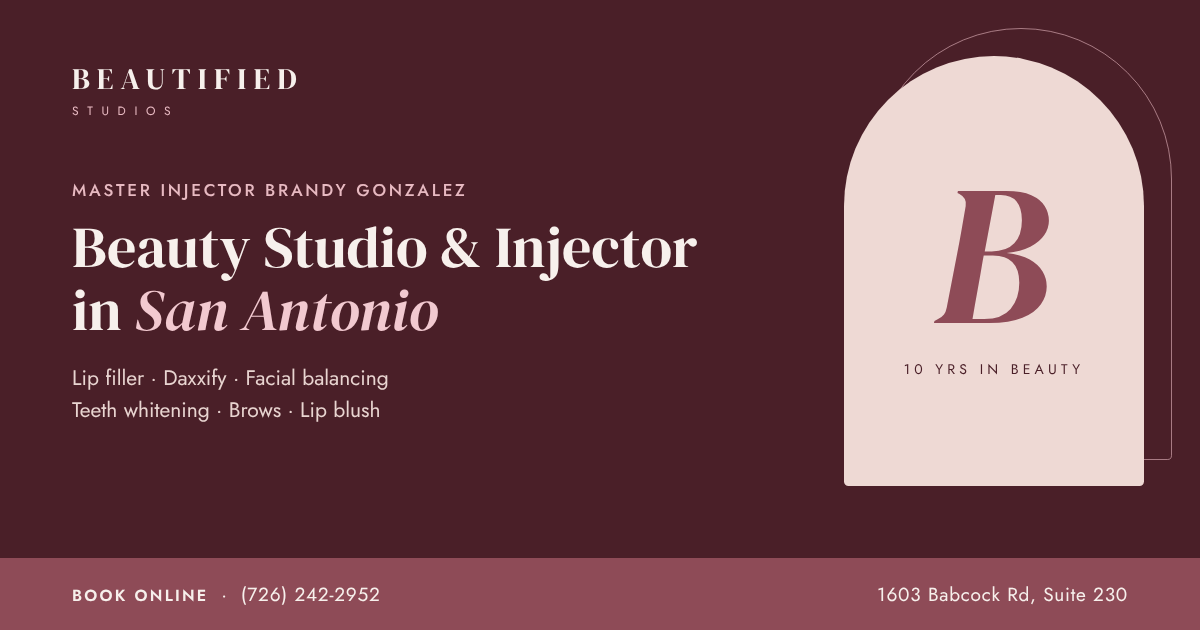 BEAUTIFIED
STUDIOS
MASTER INJECTOR BRANDY GONZALEZ
Beauty Studio & Injector
in San Antonio
Lip filler · Daxxify · Facial balancing
Teeth whitening · Brows · Lip blush
B
10 YRS IN BEAUTY
BOOK ONLINE · (726) 242-2952
1603 Babcock Rd, Suite 230